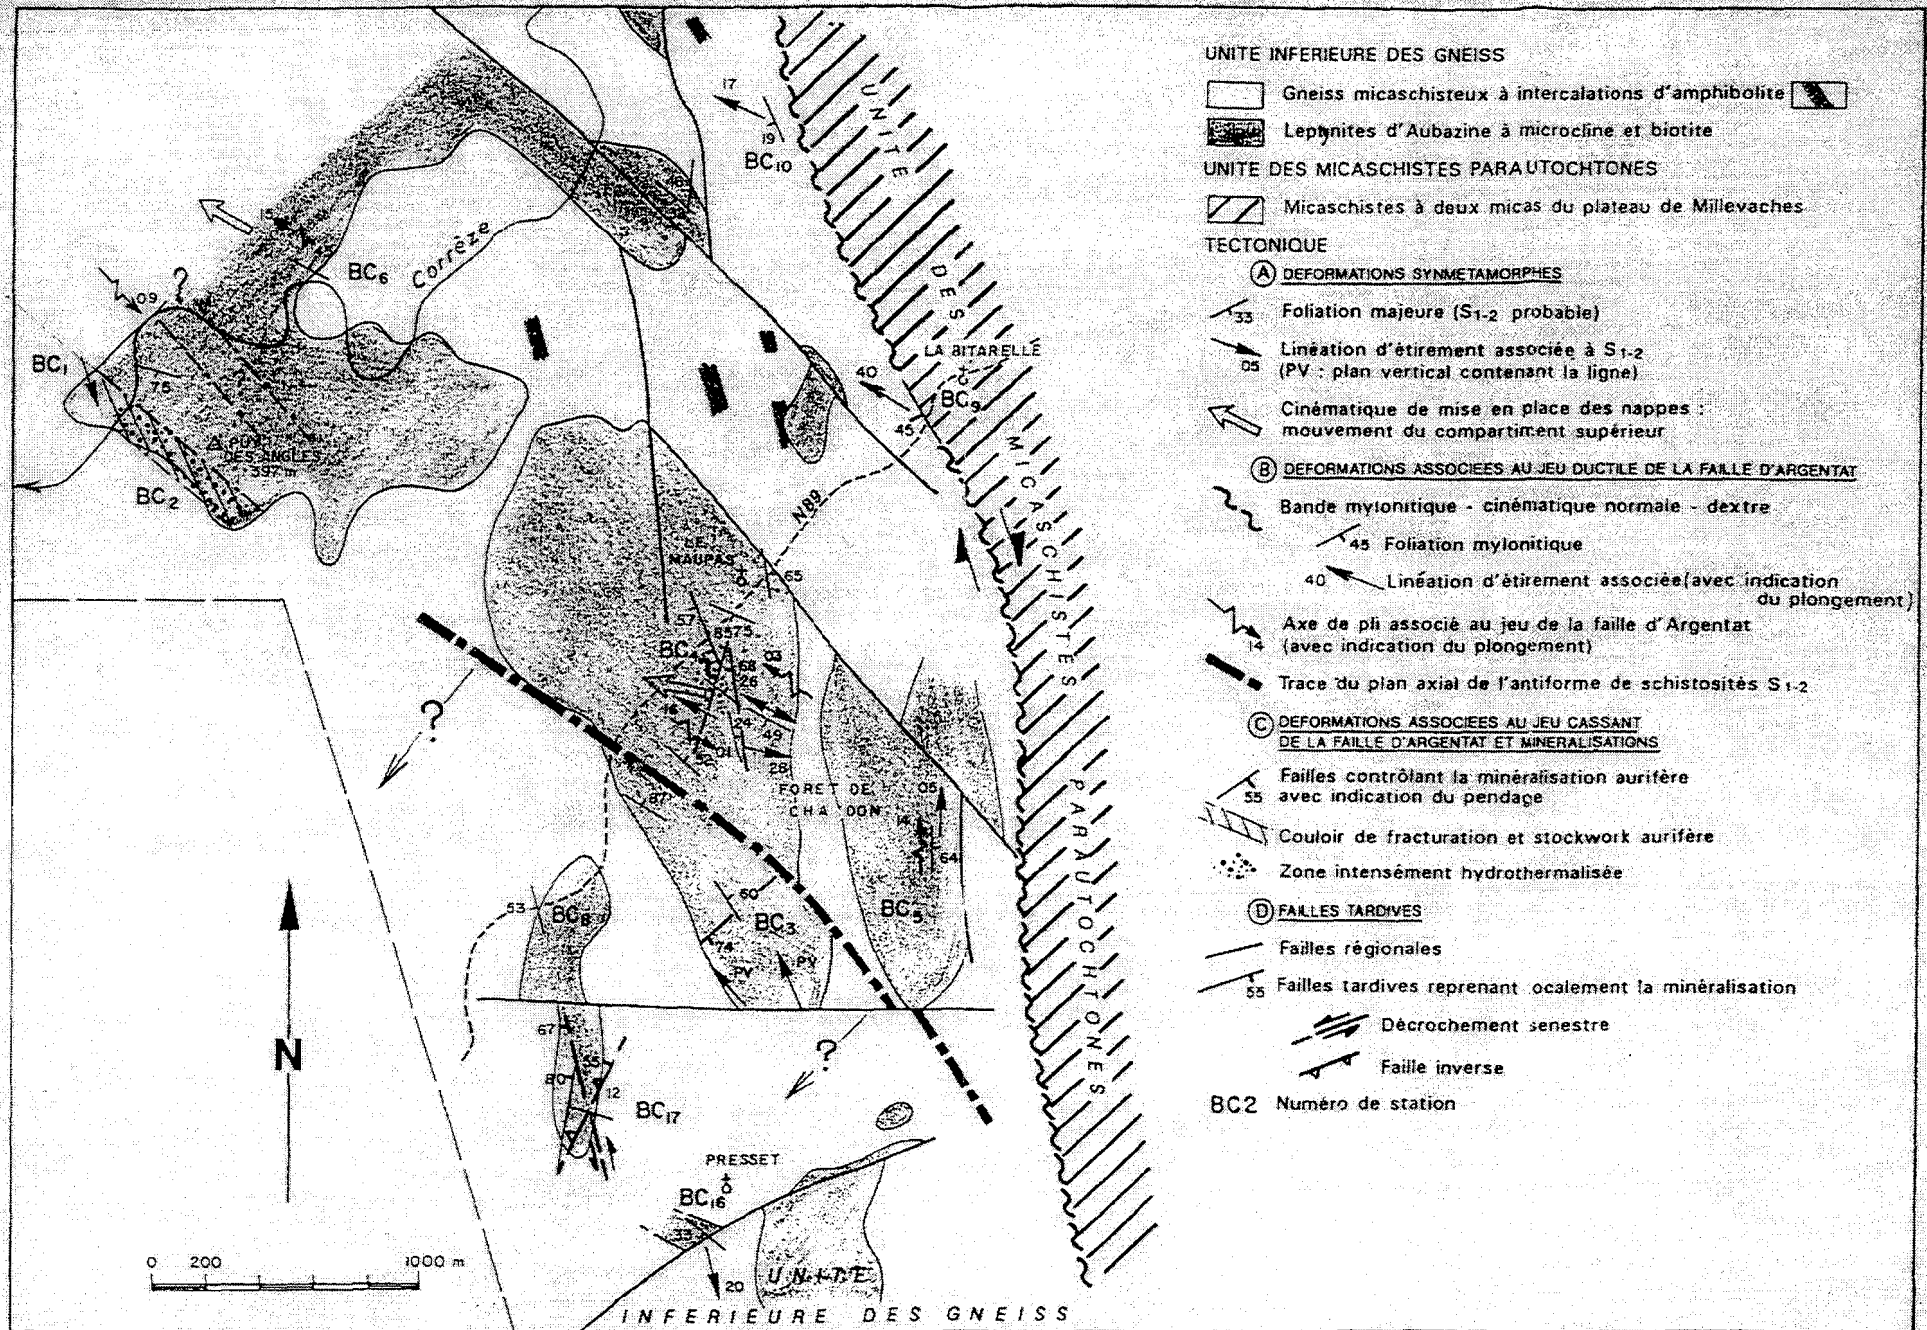 UNITE INFERIEURE DES GNEISS
Gneiss micaschisteux à intercalations d'amphibolite
Leptynites d'Aubazine à microcline et biotite
UNITE DES MICASCHISTES PARAUTOCHTONES
Micaschistes à deux micas du plateau de Millevaches
TECTONIQUE
A DEFORMATIONS SYNMETAMORPHES
33 Foliation majeure (S1-2 probable)
Linéation d'étirement associée à S1-2
05 (PV : plan vertical contenant la ligne)
Cinématique de mise en place des nappes :
mouvement du compartiment supérieur
B DEFORMATIONS ASSOCIEES AU JEU DUCTILE DE LA FAILLE D'ARGENTAT
Bande mylonitique - cinématique normale - dextre
45 Foliation mylonitique
40 Linéation d'étirement associée (avec indication
du plongement)
Axe de pli associé au jeu de la faille d'Argentat
14 (avec indication du plongement)
Trace du plan axial de l'antiforme de schistosités S1-2
C DEFORMATIONS ASSOCIEES AU JEU CASSANT
DE LA FAILLE D'ARGENTAT ET MINERALISATIONS
Failles contrôlant la minéralisation aurifère
55 avec indication du pendage
Couloir de fracturation et stockwork aurifère
Zone intensément hydrothermalisée
D FAILLES TARDIVES
Failles régionales
55 Failles tardives reprenant ocalement la minéralisation
Décrochement senestre
Faille inverse
BC2 Numéro de station
17
19
BC10
UNITE DES MICASCHISTES PARAUTOCHTONES
15
BC6
Corrèze
09
?
BC1
75
PUY
DES ANGLES
397 m
BC2
LA BITARELLE
40
BC9
45
N89
LE
MAUPAS
65
57
85 75
BC4
03
68
26
16
24
49
01
52
28
?
87
FORET DE
CHADON
05
14
64
BC5
60
BC3
74
PV
PV
53
BC8
67
?
55
80
12
BC17
PRESSET
BC16
33
20
N
0 200 1000 m
UNITE
INFERIEURE DES GNEISS